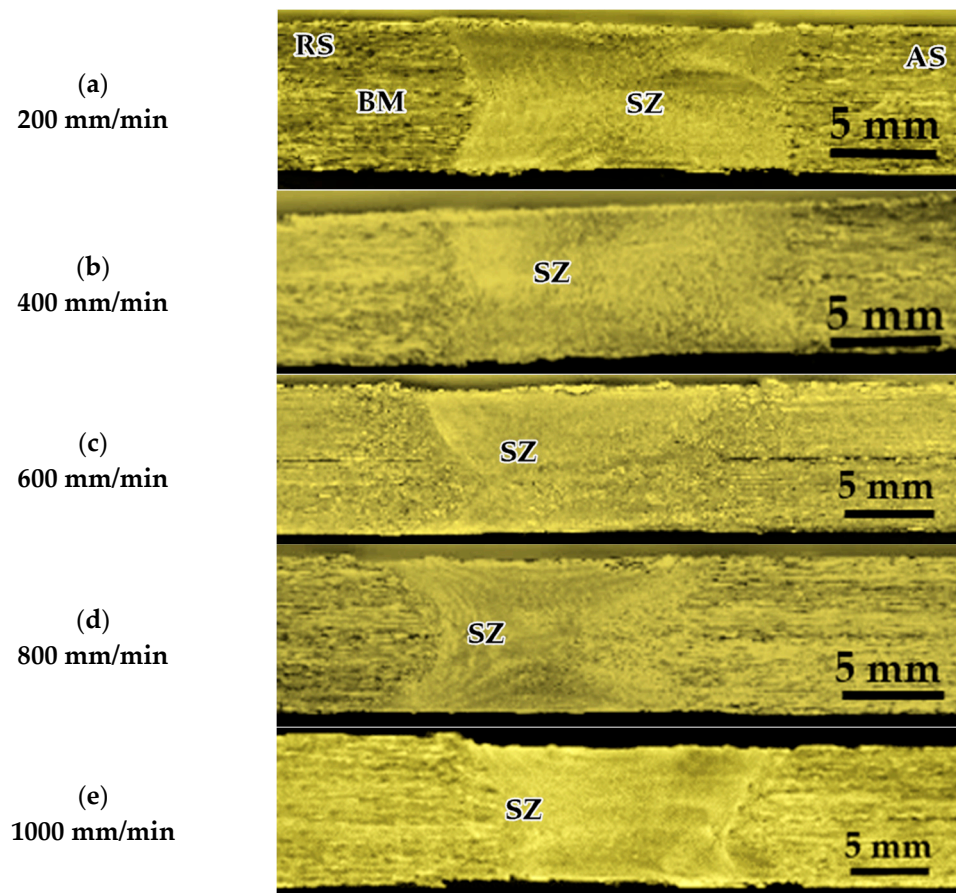 (a)
200 mm/min
RS
BM
SZ
AS
5 mm
(b)
400 mm/min
SZ
5 mm
(c)
600 mm/min
SZ
5 mm
(d)
800 mm/min
SZ
5 mm
(e)
1000 mm/min
SZ
5 mm